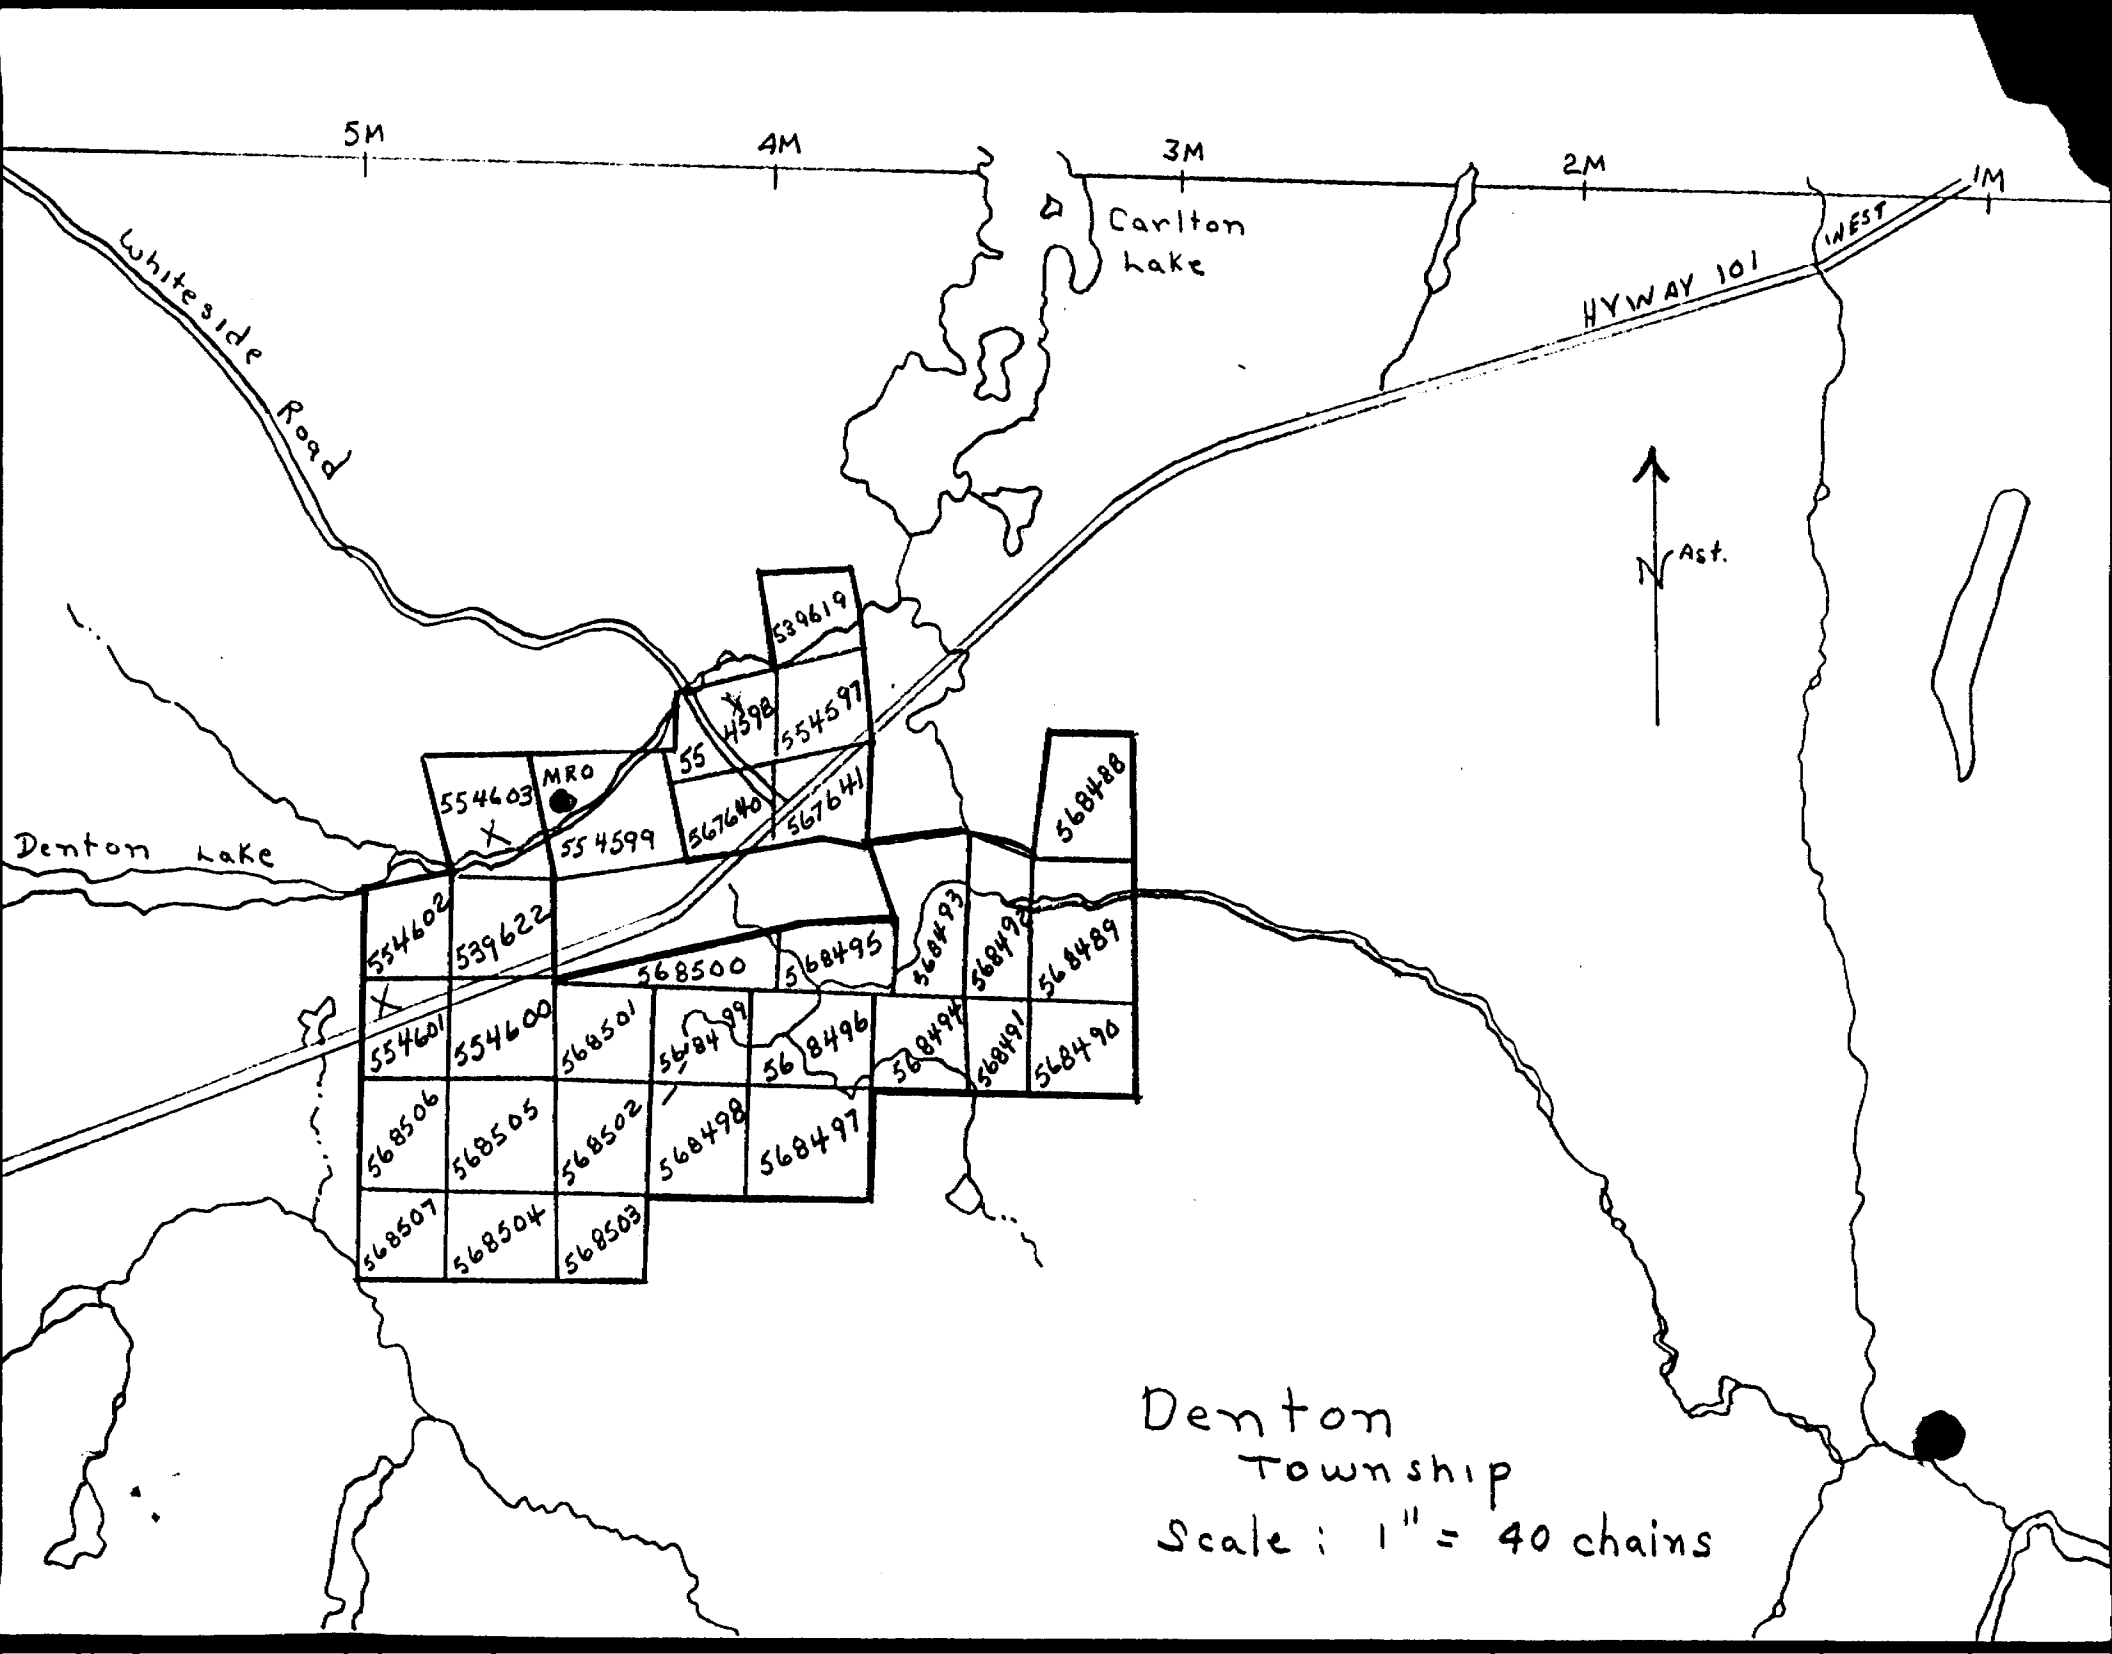 5M
4M
3M
2M
1M
Carlton
Lake
WEST
HYWAY 101
Whiteside
Road
N Ast.
539619
554598
554597
MRO
554603
X
X
554599
567640
567641
568488
Denton Lake
554602
539622
568500
568495
568493
568492
568489
X
554601
554600
568501
568499
568496
568494
568491
568490
568506
568505
568502
568498
568497
568507
568504
568503
Denton
Township
Scale: 1" = 40 chains